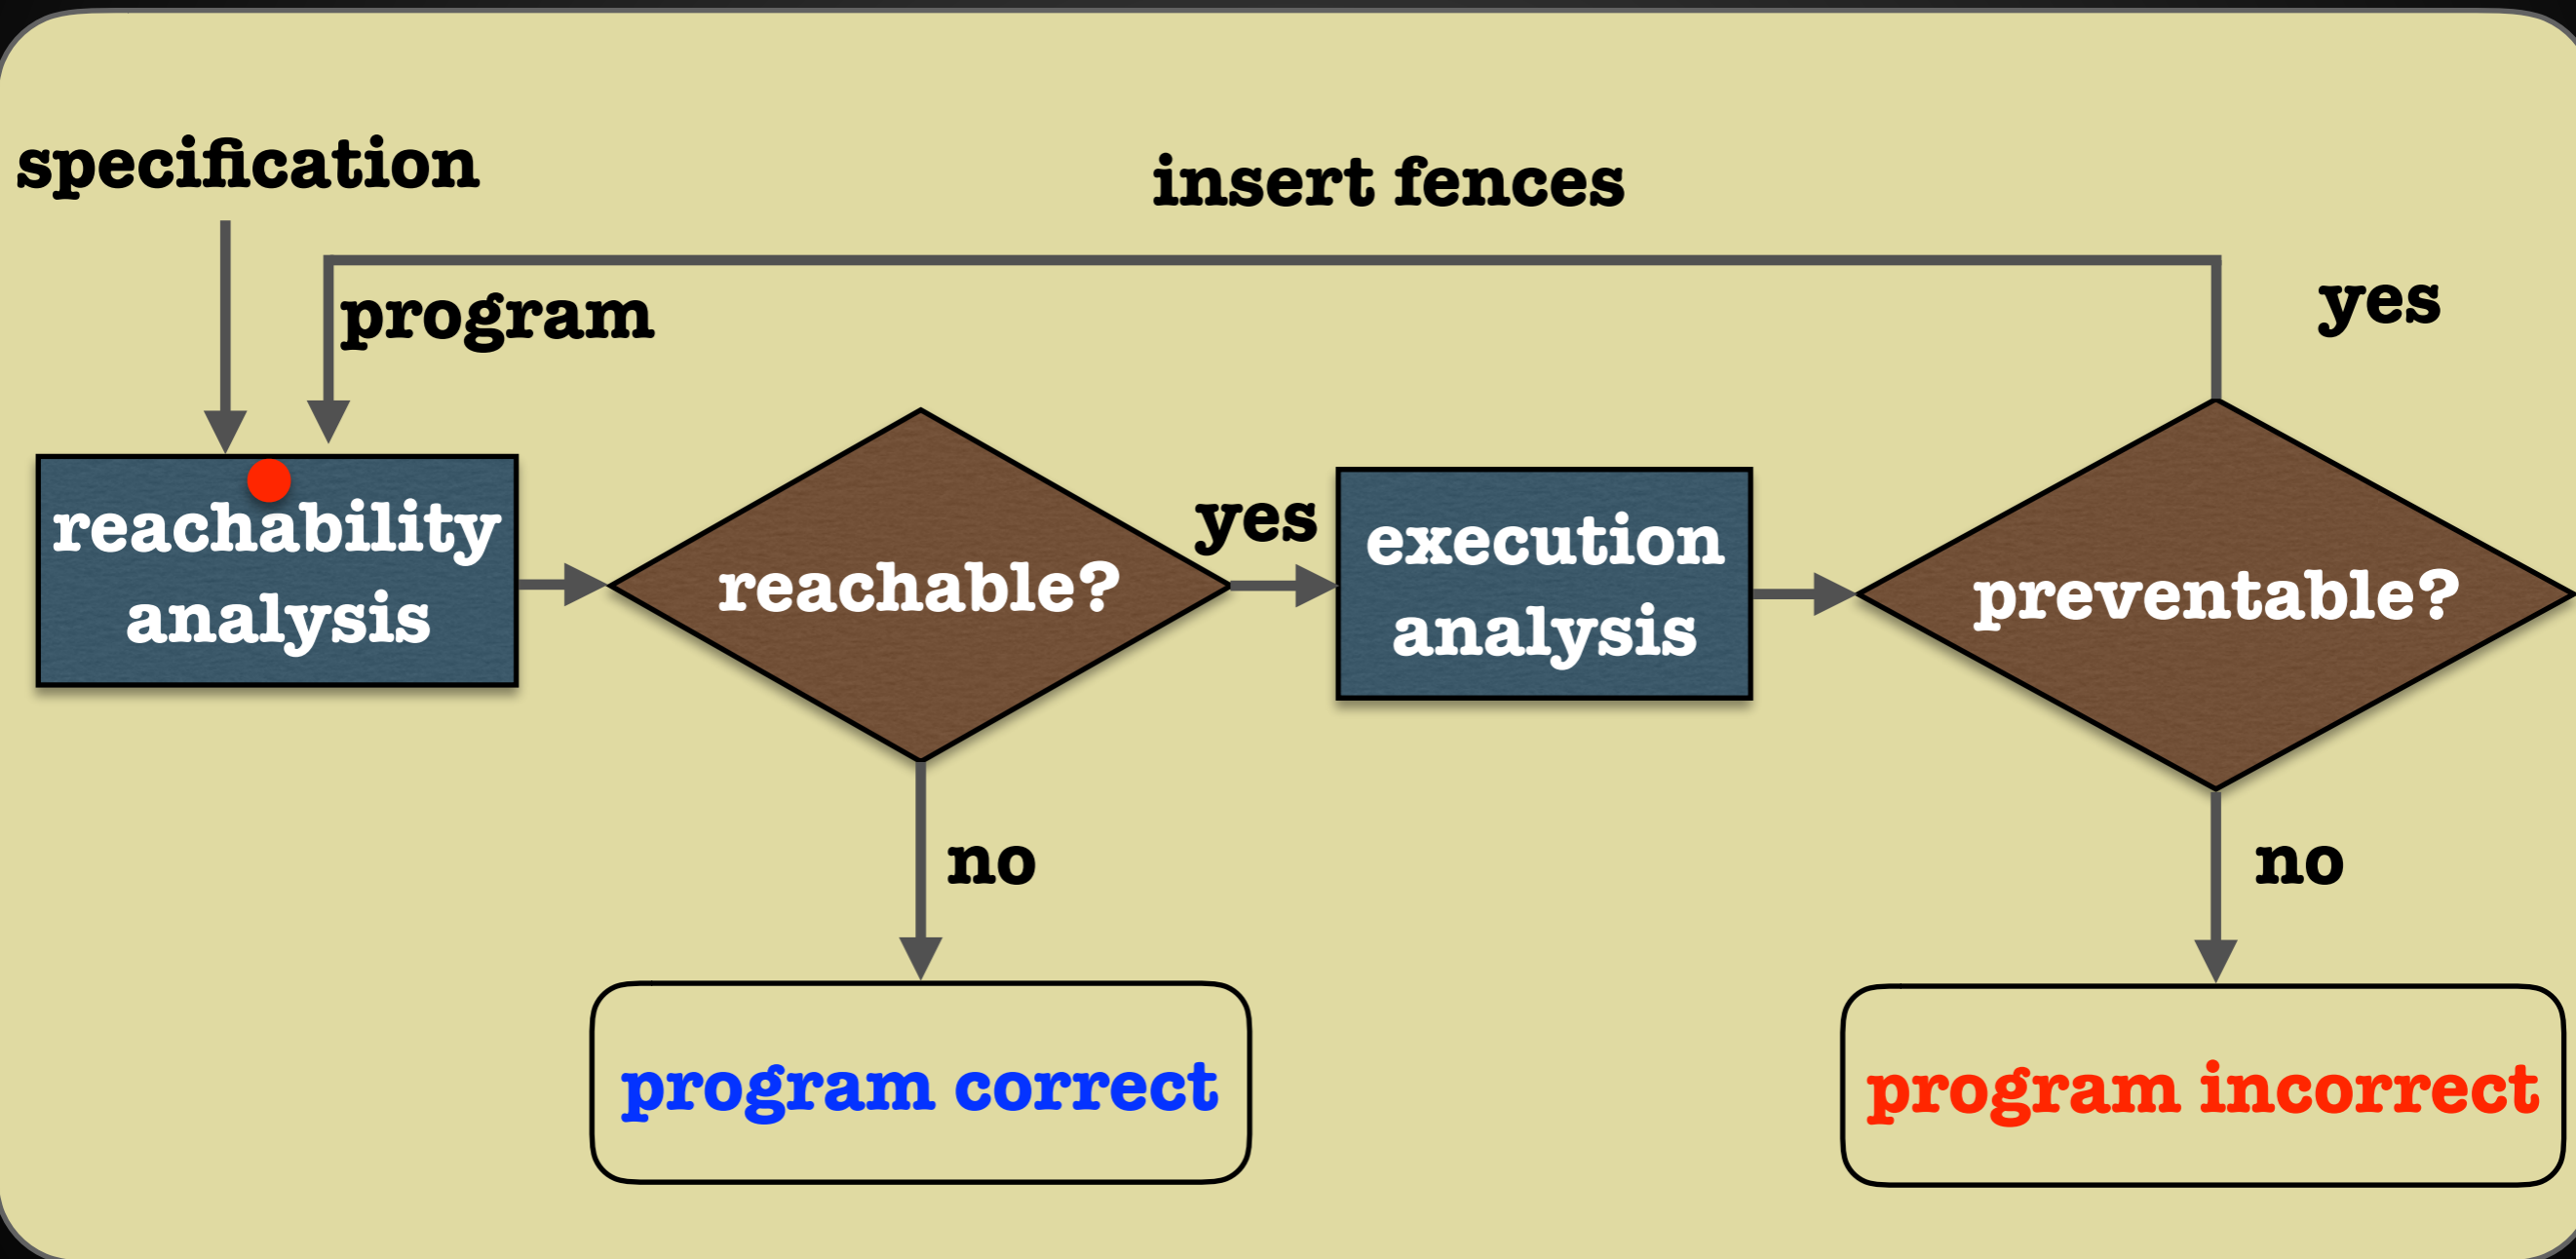 specification
insert fences
program
yes
reachability
analysis
reachable?
yes
execution
analysis
preventable?
no
no
program correct
program incorrect